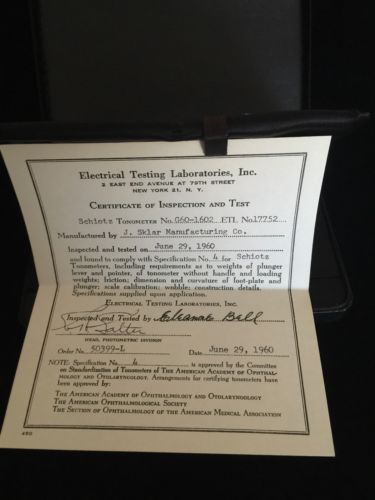 Electrical Testing Laboratories, Inc.
2 EAST END AVENUE AT 79TH STREET
NEW YORK 21, N. Y.
CERTIFICATE OF INSPECTION AND TEST
Schiotz TONOMETER NO. 060-1602 ETL NO. 17752
Manufactured by J. Sklar Manufacturing Co.
Inspected and tested on June 29, 1960
and found to comply with Specification No. 4 for Schiotz
Tonometers, including requirements as to weights of plunger
lever and pointer, of tonometer without handle and loading
weights; friction; dimension and curvature of foot-plate and
plunger; scale calibration; wobble; construction details.
Specifications supplied upon application.
ELECTRICAL TESTING LABORATORIES, INC.
Inspected and Tested by Eleanor Bell
HEAD, PHOTOMETRIC DIVISION
Order No. 50399-L Date June 29, 1960
NOTE: Specification No. 4 is approved by the Committee
on Standardization of Tonometers of THE AMERICAN ACADEMY OF OPHTHAL-
MOLOGY AND OTOLARYNGOLOGY. Arrangements for certifying tonometers have
been approved by:
THE AMERICAN ACADEMY OF OPHTHALMOLOGY AND OTOLARYNGOLOGY
THE AMERICAN OPHTHALMOLOGICAL SOCIETY
THE SECTION OF OPHTHALMOLOGY OF THE AMERICAN MEDICAL ASSOCIATION